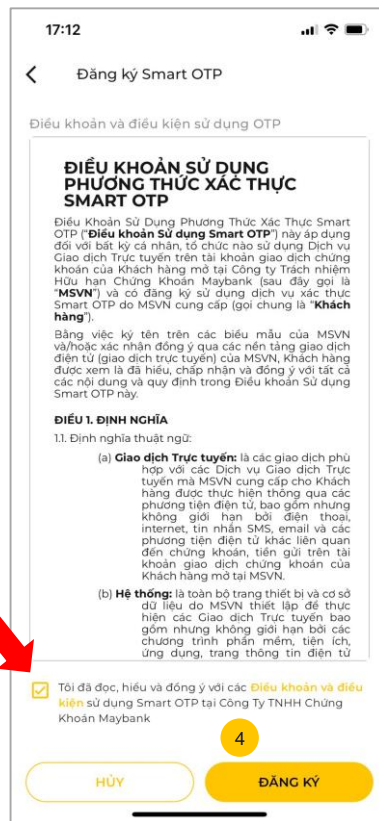 17:12
Đăng ký Smart OTP
Điều khoản và điều kiện sử dụng OTP
ĐIỀU KHOẢN SỬ DỤNG
PHƯƠNG THỨC XÁC THỰC
SMART OTP
Điều Khoản Sử Dụng Phương Thức Xác Thực Smart
OTP ("Điều khoản Sử dụng Smart OTP") này áp dụng
đối với bất kỳ cá nhân, tổ chức nào sử dụng Dịch vụ
Giao dịch Trực tuyến trên tài khoản giao dịch chứng
khoán của Khách hàng mở tại Công ty Trách nhiệm
Hữu hạn Chứng Khoán Maybank (sau đây gọi là
"MSVN") và có đăng ký sử dụng dịch vụ xác thực
Smart OTP do MSVN cung cấp (gọi chung là "Khách
hàng").
Bằng việc ký tên trên các biểu mẫu của MSVN
và/hoặc xác nhận đồng ý qua các nền tảng giao dịch
điện tử (giao dịch trực tuyến) của MSVN, Khách hàng
được xem là đã hiểu, chấp nhận và đồng ý với tất cả
các nội dung và quy định trong Điều khoản Sử dụng
Smart OTP này.
ĐIỀU 1. ĐỊNH NGHĨA
1.1. Định nghĩa thuật ngữ:
(a) Giao dịch Trực tuyến: là các giao dịch phù
hợp với các Dịch vụ Giao dịch Trực
tuyến mà MSVN cung cấp cho Khách
hàng được thực hiện thông qua các
phương tiện điện tử, bao gồm nhưng
không giới hạn bởi điện thoại,
internet, tin nhắn SMS, email và các
phương tiện điện tử khác liên quan
đến chứng khoán, tiền gửi trên tài
khoản giao dịch chứng khoán của
Khách hàng mở tại MSVN.
(b) Hệ thống: là toàn bộ trang thiết bị và cơ sở
dữ liệu do MSVN thiết lập để thực
hiện các Giao dịch Trực tuyến bao
gồm nhưng không giới hạn bởi các
chương trình phần mềm, tiện ích,
ứng dụng, trang thông tin điện tử
Tôi đã đọc, hiểu và đồng ý với các Điều khoản và điều
kiện sử dụng Smart OTP tại Công Ty TNHH Chứng
Khoán Maybank
4
HỦY
ĐĂNG KÝ